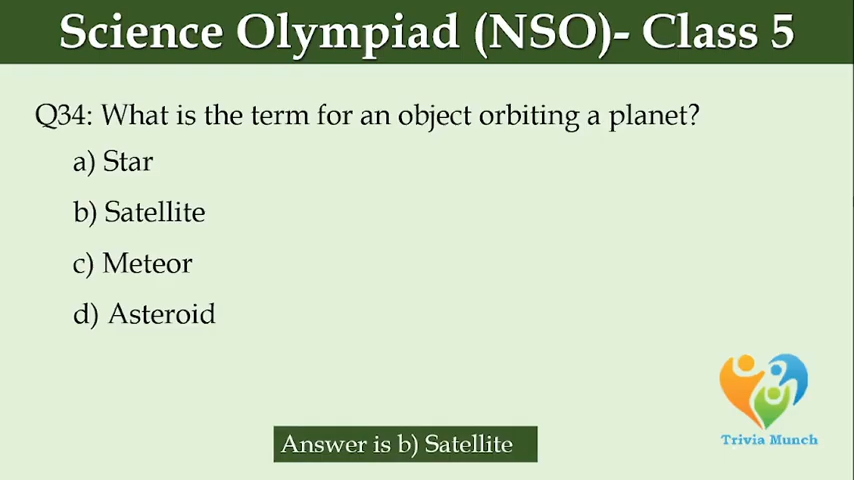 Science Olympiad (NSO)- Class 5
Q34: What is the term for an object orbiting a planet?
a) Star
b) Satellite
c) Meteor
d) Asteroid
Answer is b) Satellite
Trivia Munch